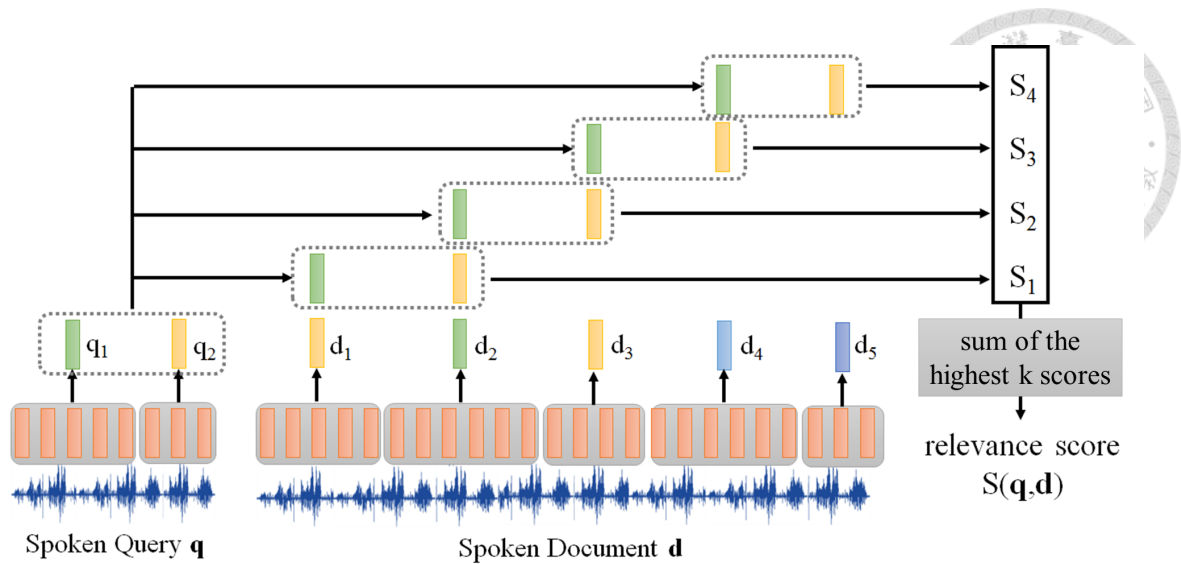 S₄
S₃
S₂
S₁
q₁
q₂
d₁
d₂
d₃
d₄
d₅
sum of the
highest k scores
relevance score
S(q,d)
Spoken Query q
Spoken Document d